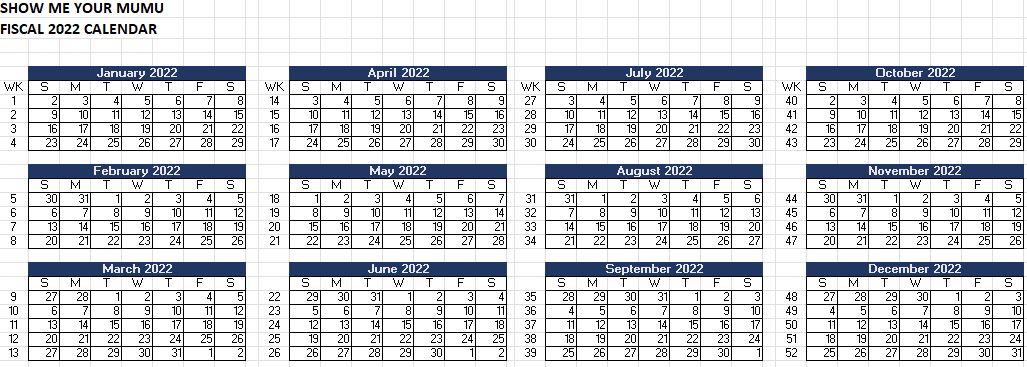 SHOW ME YOUR MUMU
FISCAL 2022 CALENDAR
January 2022 April 2022 July 2022 October 2022
WK S M T W T F S WK S M T W T F S WK S M T W T F S WK S M T W T F S
1 2 3 4 5 6 7 8 14 3 4 5 6 7 8 9 27 3 4 5 6 7 8 9 40 2 3 4 5 6 7 8
2 9 10 11 12 13 14 15 15 10 11 12 13 14 15 16 28 10 11 12 13 14 15 16 41 9 10 11 12 13 14 15
3 16 17 18 19 20 21 22 16 17 18 19 20 21 22 23 29 17 18 19 20 21 22 23 42 16 17 18 19 20 21 22
4 23 24 25 26 27 28 29 17 24 25 26 27 28 29 30 30 24 25 26 27 28 29 30 43 23 24 25 26 27 28 29
February 2022 May 2022 August 2022 November 2022
S M T W T F S S M T W T F S S M T W T F S S M T W T F S
5 30 31 1 2 3 4 5 18 1 2 3 4 5 6 7 31 31 1 2 3 4 5 6 44 30 31 1 2 3 4 5
6 6 7 8 9 10 11 12 19 8 9 10 11 12 13 14 32 7 8 9 10 11 12 13 45 6 7 8 9 10 11 12
7 13 14 15 16 17 18 19 20 15 16 17 18 19 20 21 33 14 15 16 17 18 19 20 46 13 14 15 16 17 18 19
8 20 21 22 23 24 25 26 21 22 23 24 25 26 27 28 34 21 22 23 24 25 26 27 47 20 21 22 23 24 25 26
March 2022 June 2022 September 2022 December 2022
S M T W T F S S M T W T F S S M T W T F S S M T W T F S
9 27 28 1 2 3 4 5 22 29 30 31 1 2 3 4 35 28 29 30 31 1 2 3 48 27 28 29 30 1 2 3
10 6 7 8 9 10 11 12 23 5 6 7 8 9 10 11 36 4 5 6 7 8 9 10 49 4 5 6 7 8 9 10
11 13 14 15 16 17 18 19 24 12 13 14 15 16 17 18 37 11 12 13 14 15 16 17 50 11 12 13 14 15 16 17
12 20 21 22 23 24 25 26 25 19 20 21 22 23 24 25 38 18 19 20 21 22 23 24 51 18 19 20 21 22 23 24
13 27 28 29 30 31 1 2 26 26 27 28 29 30 1 2 39 25 26 27 28 29 30 1 52 25 26 27 28 29 30 31